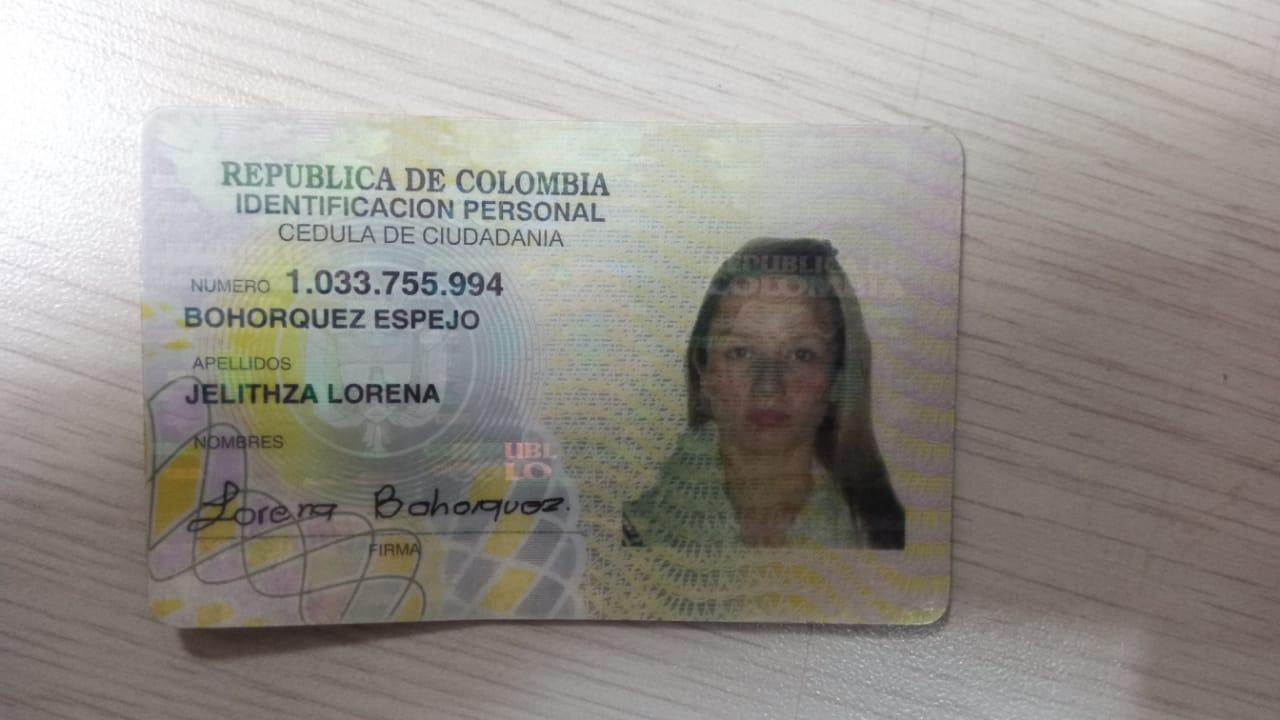 REPUBLICA DE COLOMBIA
IDENTIFICACION PERSONAL
CEDULA DE CIUDADANIA
NUMERO 1.033.755.994
BOHORQUEZ ESPEJO
APELLIDOS
JELITHZA LORENA
NOMBRES
UBL
LO
Lorena Bohorquez.
FIRMA
COLOMBIA